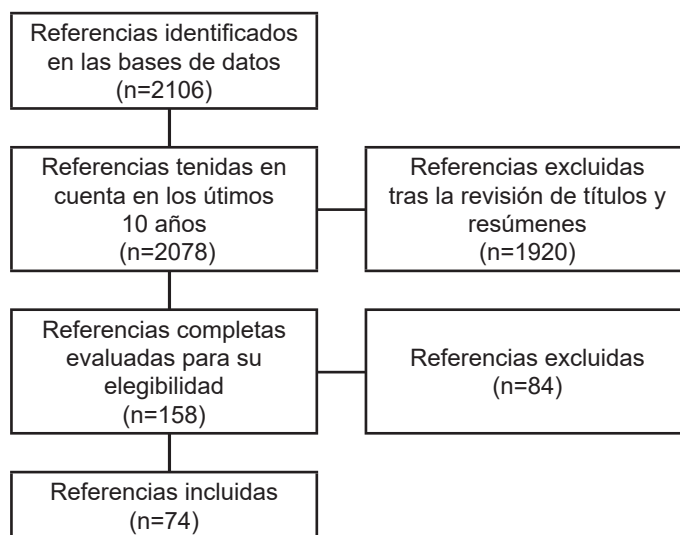 Referencias identificados
en las bases de datos
(n=2106)
Referencias tenidas en
cuenta en los útimos
10 años
(n=2078)
Referencias excluidas
tras la revisión de títulos y
resúmenes
(n=1920)
Referencias completas
evaluadas para su
elegibilidad
(n=158)
Referencias excluidas
(n=84)
Referencias incluidas
(n=74)